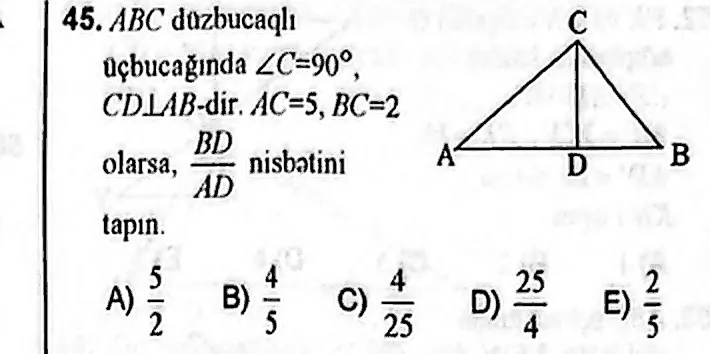 45. ABC düzbucaqlı
üçbucağında ∠C=90°,
CD⊥AB-dir. AC=5, BC=2
olarsa, BD/AD nisbətini
tapın.
C
A
D
B
A) 5/2 B) 4/5 C) 4/25 D) 25/4 E) 2/5